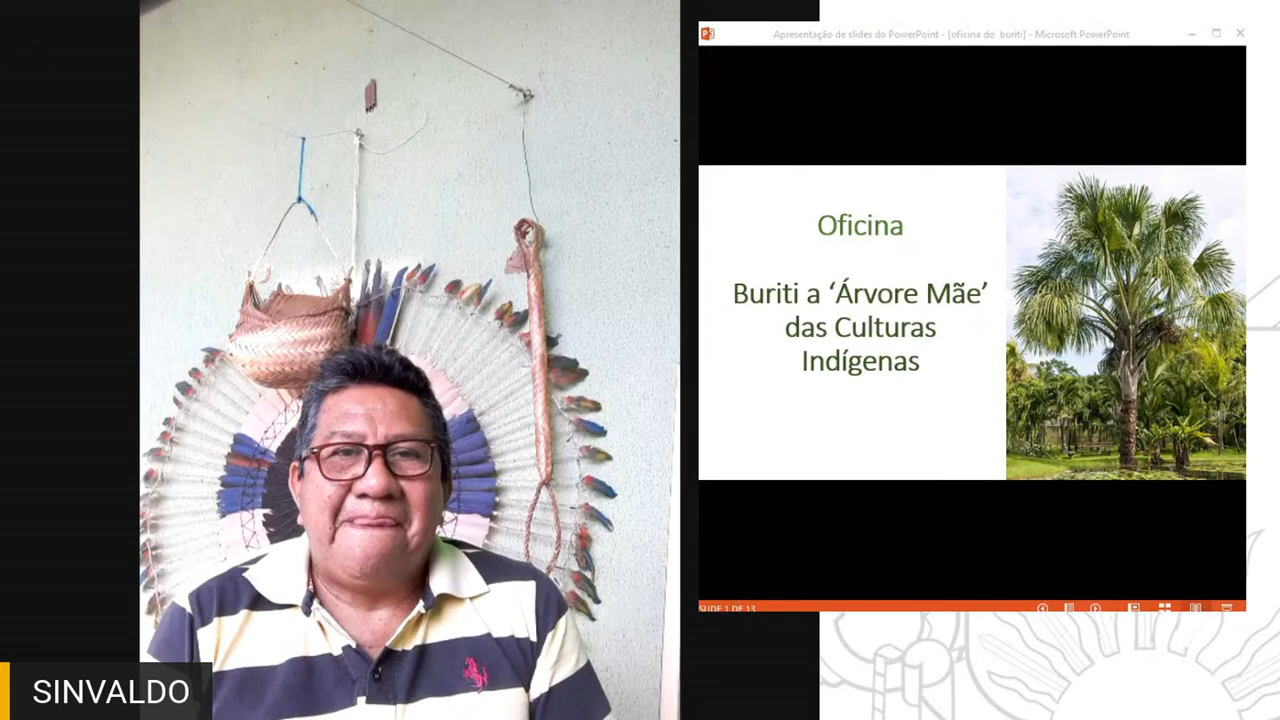 Apresentação de slides do PowerPoint - [oficina do buriti] - Microsoft PowerPoint
Oficina
Buriti a ‘Árvore Mãe’
das Culturas
Indígenas
SLIDE 1 DE 13
SINVALDO